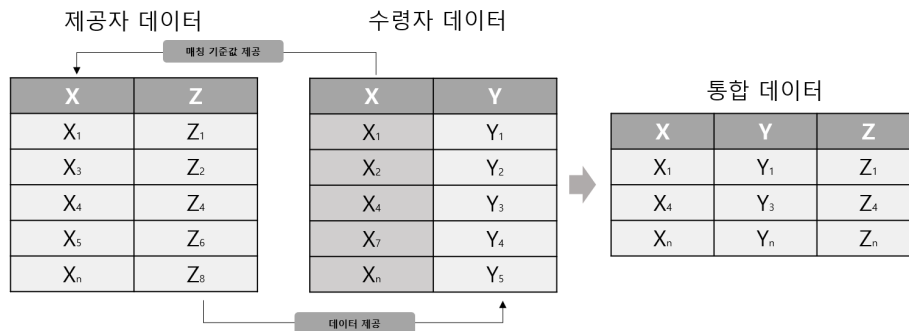 제공자 데이터
수령자 데이터
매칭 기준값 제공
X Z
X₁ Z₁
X₃ Z₂
X₄ Z₄
X₅ Z₆
Xₙ Z₈
X Y
X₁ Y₁
X₂ Y₂
X₄ Y₃
X₇ Y₄
Xₙ Y₅
데이터 제공
통합 데이터
X Y Z
X₁ Y₁ Z₁
X₄ Y₃ Z₄
Xₙ Yₙ Zₙ